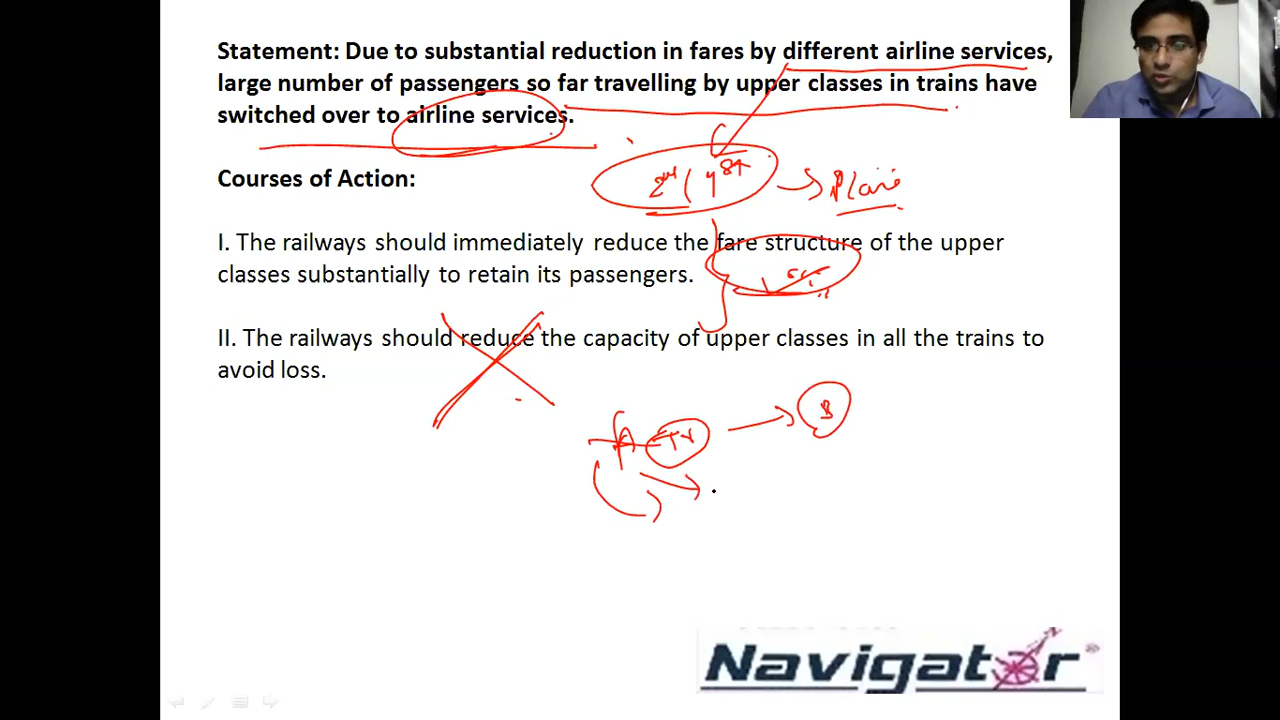 Statement: Due to substantial reduction in fares by different airline services,
large number of passengers so far travelling by upper classes in trains have
switched over to airline services.
Courses of Action:
2nd / 1st
Plane
I. The railways should immediately reduce the fare structure of the upper
classes substantially to retain its passengers.
II. The railways should reduce the capacity of upper classes in all the trains to
avoid loss.
B
Navigator